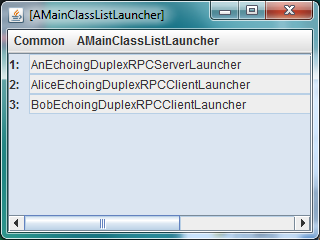 [AMainClassListLauncher]
Common AMainClassListLauncher
1: AnEchoingDuplexRPCServerLauncher
2: AliceEchoingDuplexRPCClientLauncher
3: BobEchoingDuplexRPCClientLauncher